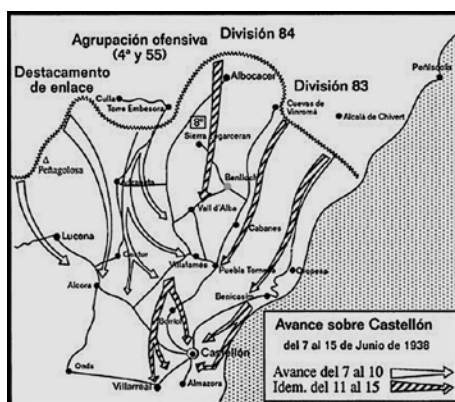 División 84
Agrupación ofensiva
(4ª y 55)
Destacamento
de enlace
División 83
Peñíscola
Albocacer
Culla
Torre Embesora
Cuevas de
Vinromá
Alcalá de Chivert
Sierra Engarceran
Peñagolosa
Benlloch
Vall d'Alba
Lucena
Cabanes
Villafamés
Puebla Tornesa
Oropesa
Alcora
Benicasim
Borriol
Castellón
Onda
Villarreal
Almazora
Avance sobre Castellón
del 7 al 15 de Junio de 1938
Avance del 7 al 10
Idem. del 11 al 15